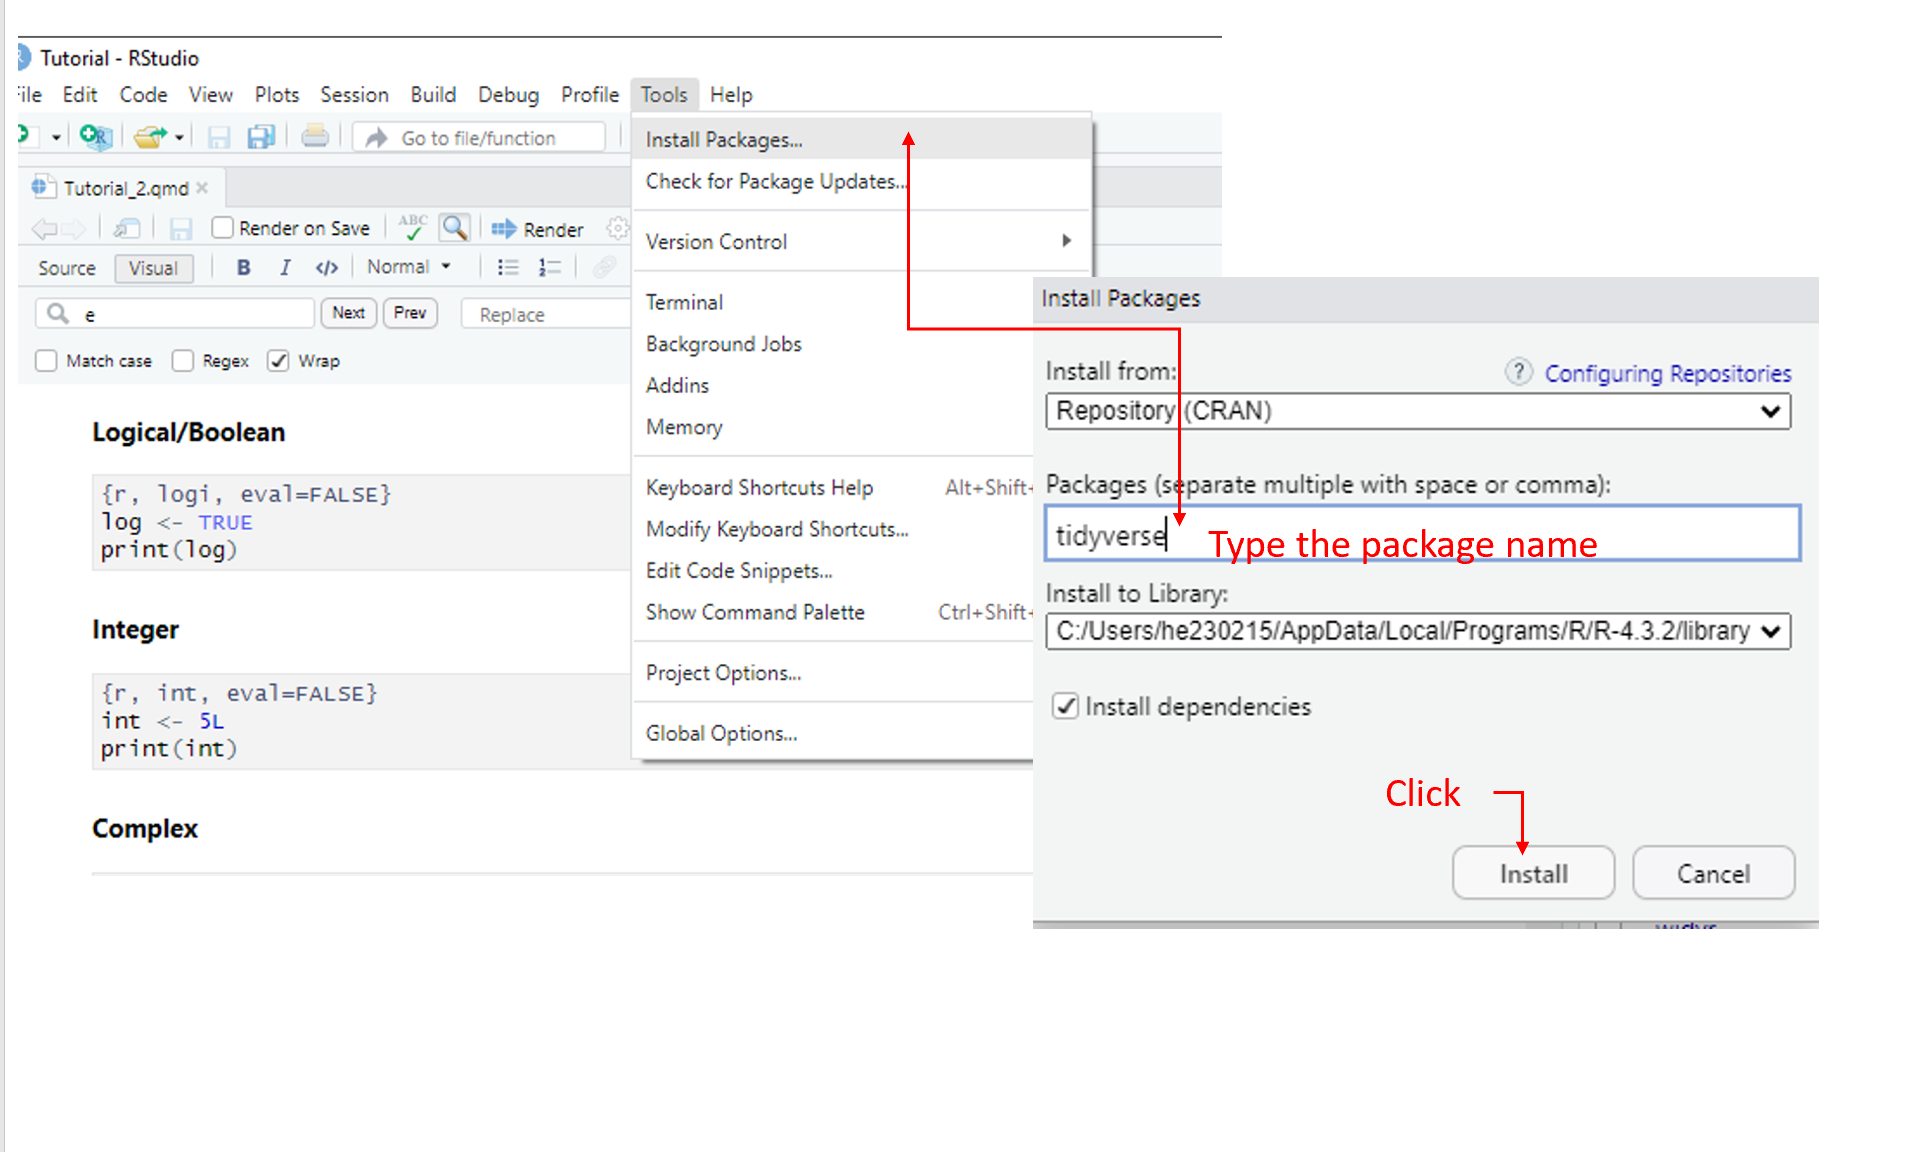 Tutorial - RStudio
ile Edit Code View Plots Session Build Debug Profile Tools Help
Go to file/function
Tutorial_2.qmd
Render on Save ABC Render
Source Visual B I </> Normal
e Next Prev Replace
Match case Regex Wrap
Logical/Boolean
{r, logi, eval=FALSE}
log <- TRUE
print(log)
Integer
{r, int, eval=FALSE}
int <- 5L
print(int)
Complex
Install Packages...
Check for Package Updates...
Version Control
Terminal
Background Jobs
Addins
Memory
Keyboard Shortcuts Help Alt+Shift+
Modify Keyboard Shortcuts...
Edit Code Snippets...
Show Command Palette Ctrl+Shift+
Project Options...
Global Options...
Install Packages
Install from: ? Configuring Repositories
Repository (CRAN)
Packages (separate multiple with space or comma):
tidyverse Type the package name
Install to Library:
C:/Users/he230215/AppData/Local/Programs/R/R-4.3.2/library
Install dependencies
Click
Install Cancel